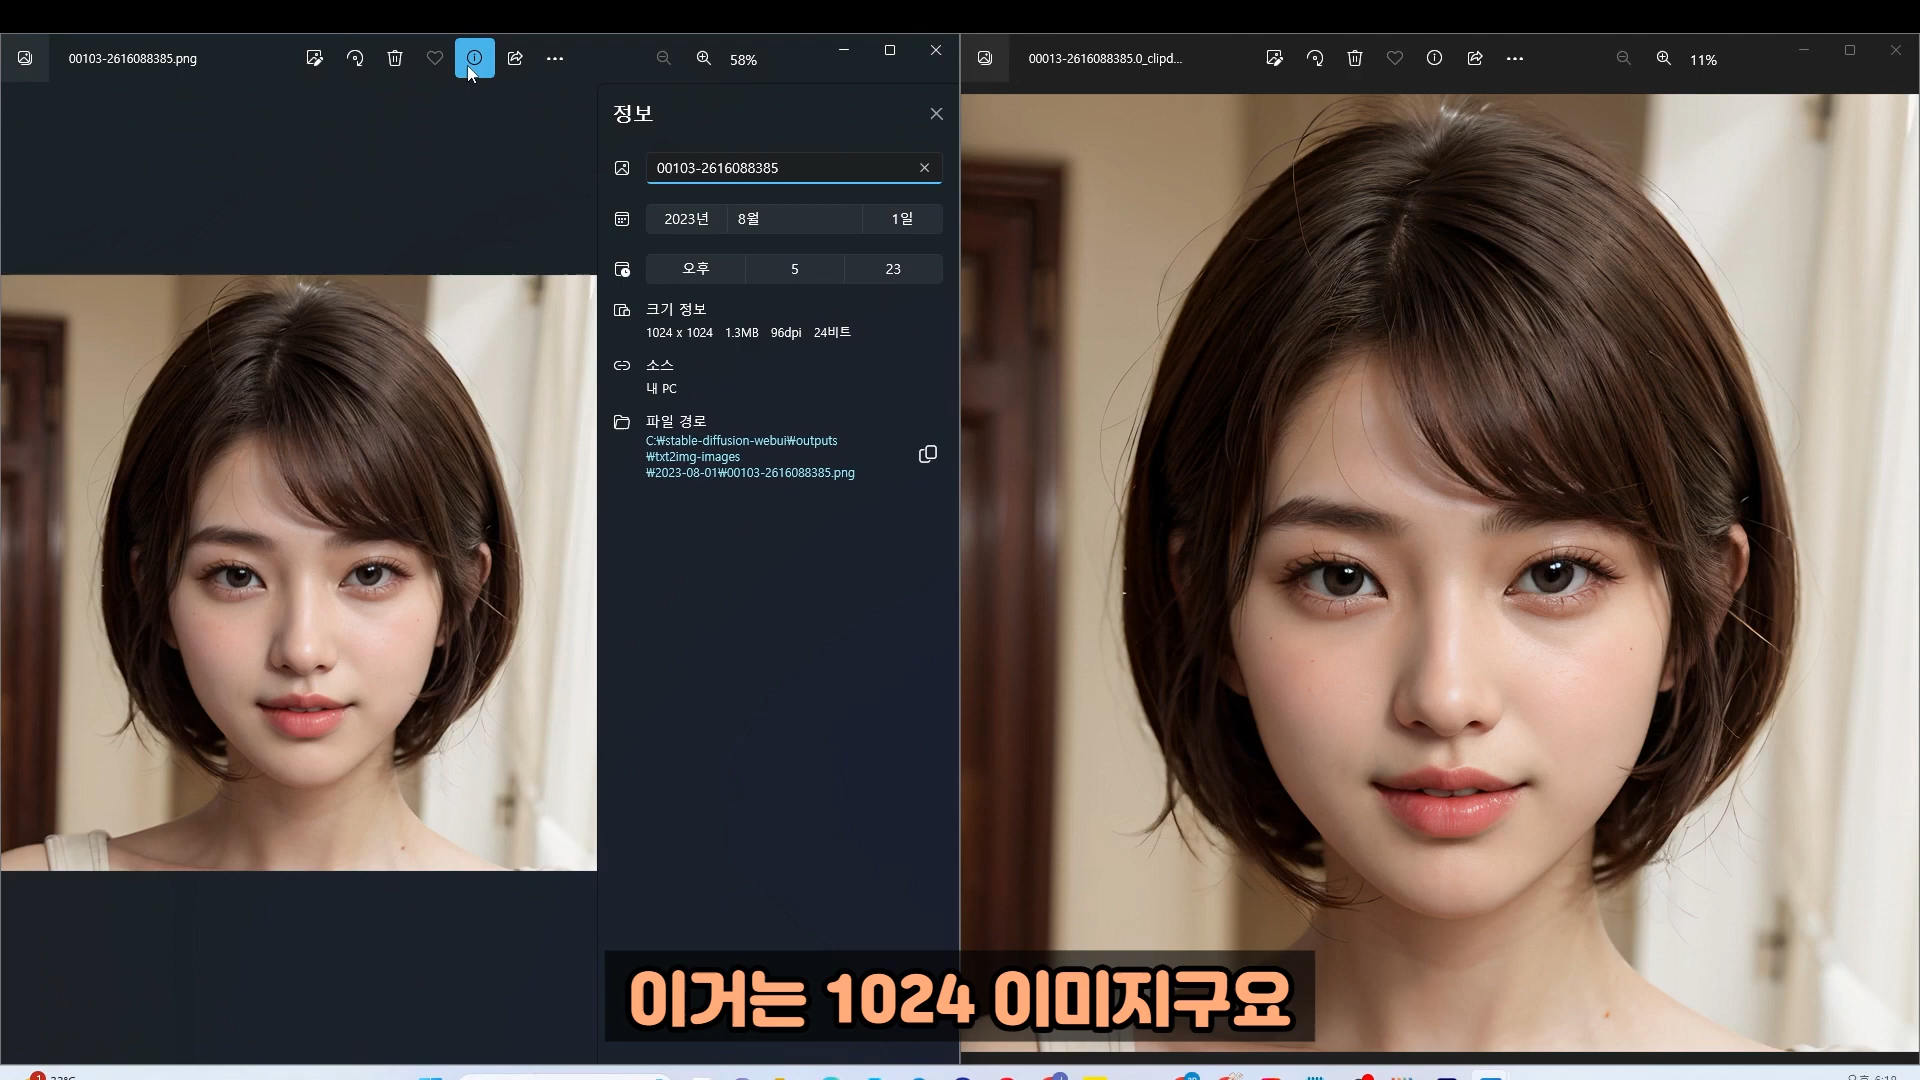 00103-2616088385.png
58%
00013-2616088385.0_clipd...
11%
정보
00103-2616088385
2023년 8월 1일
오후 5 23
크기 정보
1024 x 1024 1.3MB 96dpi 24비트
소스
내 PC
파일 경로
C:₩stable-diffusion-webui₩outputs
₩txt2img-images
₩2023-08-01₩00103-2616088385.png
이거는 1024 이미지구요